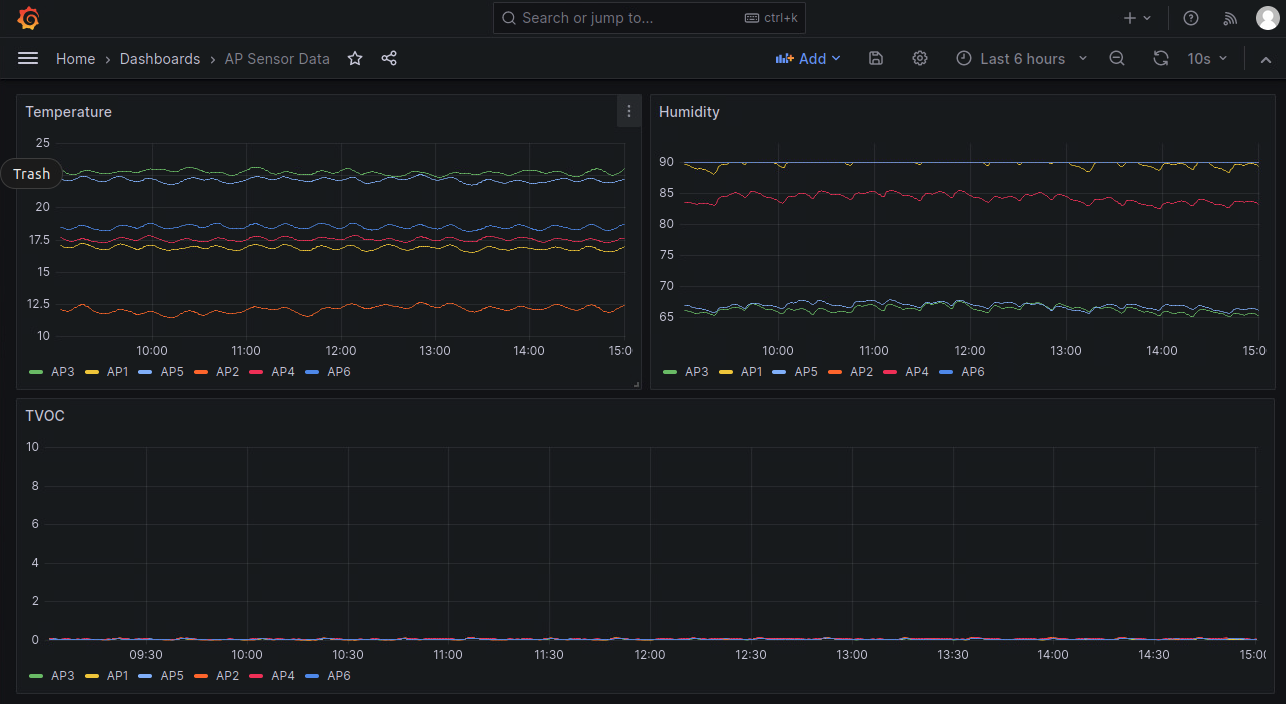 Search or jump to... ctrl+k
Home › Dashboards › AP Sensor Data Add Last 6 hours 10s
Temperature
25
Trash
20
17.5
15
12.5
10
10:00 11:00 12:00 13:00 14:00 15:0
AP3 AP1 AP5 AP2 AP4 AP6
Humidity
90
85
80
75
70
65
10:00 11:00 12:00 13:00 14:00 15:0
AP3 AP1 AP5 AP2 AP4 AP6
TVOC
10
8
6
4
2
0
09:30 10:00 10:30 11:00 11:30 12:00 12:30 13:00 13:30 14:00 14:30 15:00
AP3 AP1 AP5 AP2 AP4 AP6